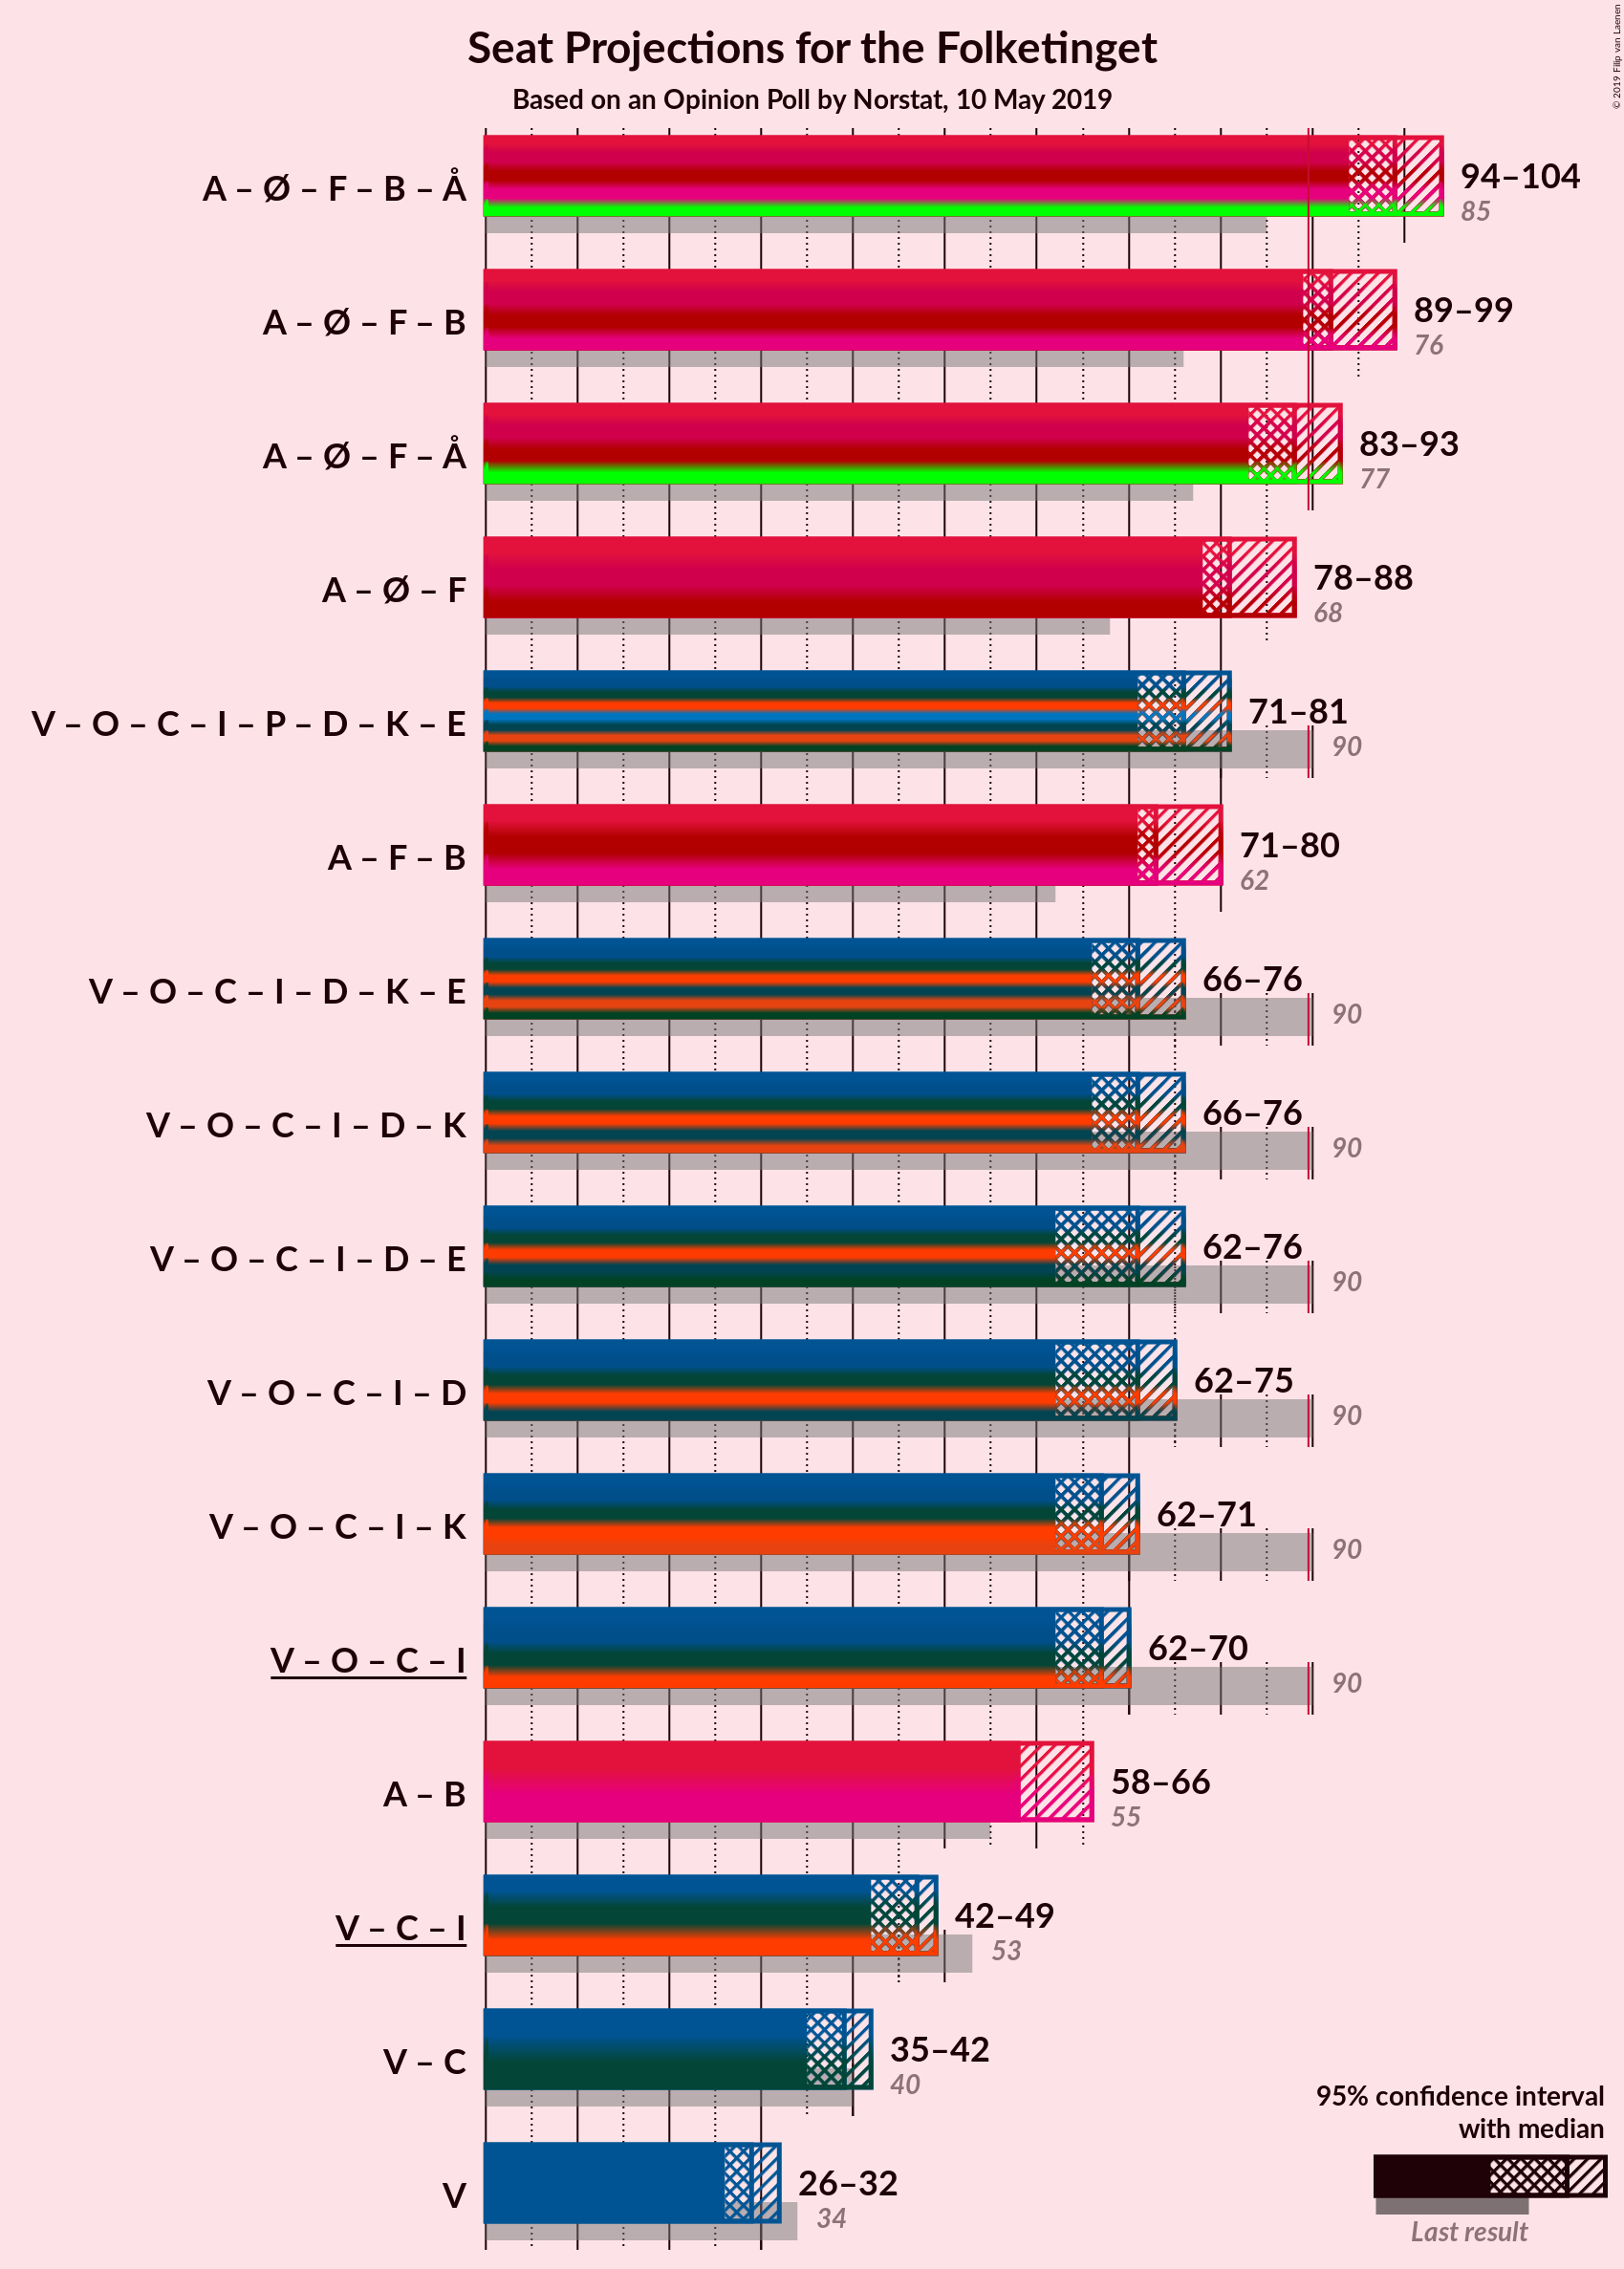 © 2019 Filip van Laenen
Seat Projections for the Folketinget
Based on an Opinion Poll by Norstat, 10 May 2019
A – Ø – F – B – Å
94–104
85
A – Ø – F – B
89–99
76
A – Ø – F – Å
83–93
77
A – Ø – F
78–88
68
V – O – C – I – P – D – K – E
71–81
90
A – F – B
71–80
62
V – O – C – I – D – K – E
66–76
90
V – O – C – I – D – K
66–76
90
V – O – C – I – D – E
62–76
90
V – O – C – I – D
62–75
90
V – O – C – I – K
62–71
90
V – O – C – I
62–70
90
A – B
58–66
55
V – C – I
42–49
53
V – C
35–42
40
V
26–32
34
95% confidence interval
with median
Last result